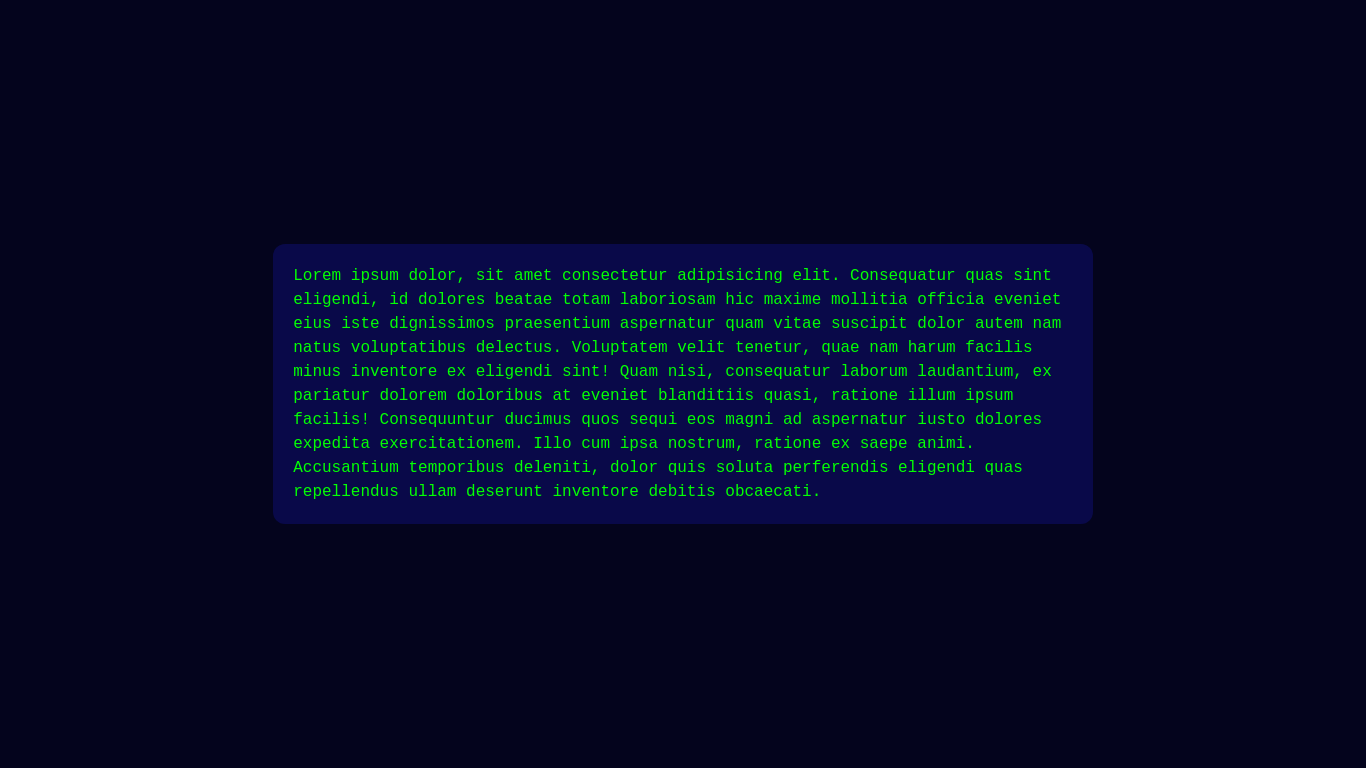 Lorem ipsum dolor, sit amet consectetur adipisicing elit. Consequatur quas sint
eligendi, id dolores beatae totam laboriosam hic maxime mollitia officia eveniet
eius iste dignissimos praesentium aspernatur quam vitae suscipit dolor autem nam
natus voluptatibus delectus. Voluptatem velit tenetur, quae nam harum facilis
minus inventore ex eligendi sint! Quam nisi, consequatur laborum laudantium, ex
pariatur dolorem doloribus at eveniet blanditiis quasi, ratione illum ipsum
facilis! Consequuntur ducimus quos sequi eos magni ad aspernatur iusto dolores
expedita exercitationem. Illo cum ipsa nostrum, ratione ex saepe animi.
Accusantium temporibus deleniti, dolor quis soluta perferendis eligendi quas
repellendus ullam deserunt inventore debitis obcaecati.